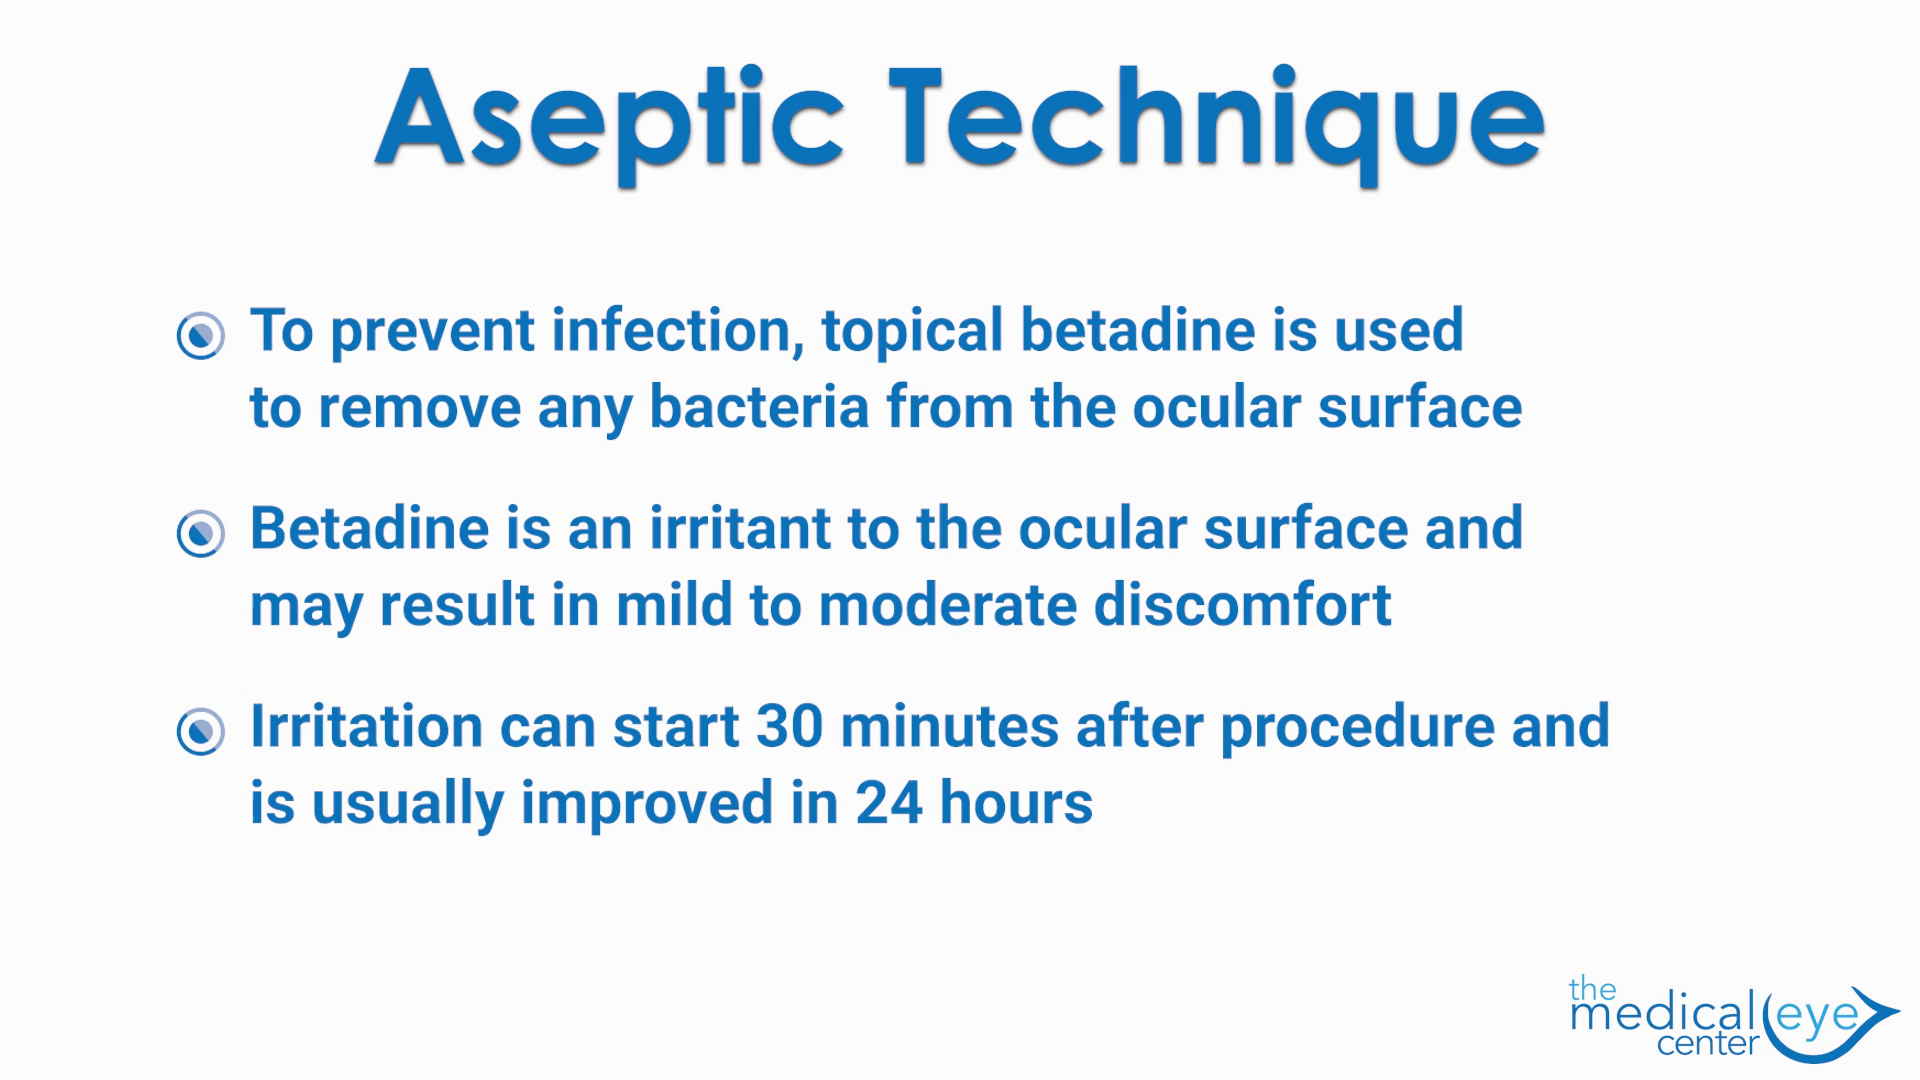 Aseptic Technique
To prevent infection, topical betadine is used
to remove any bacteria from the ocular surface
Betadine is an irritant to the ocular surface and
may result in mild to moderate discomfort
Irritation can start 30 minutes after procedure and
is usually improved in 24 hours
the
medical eye
center